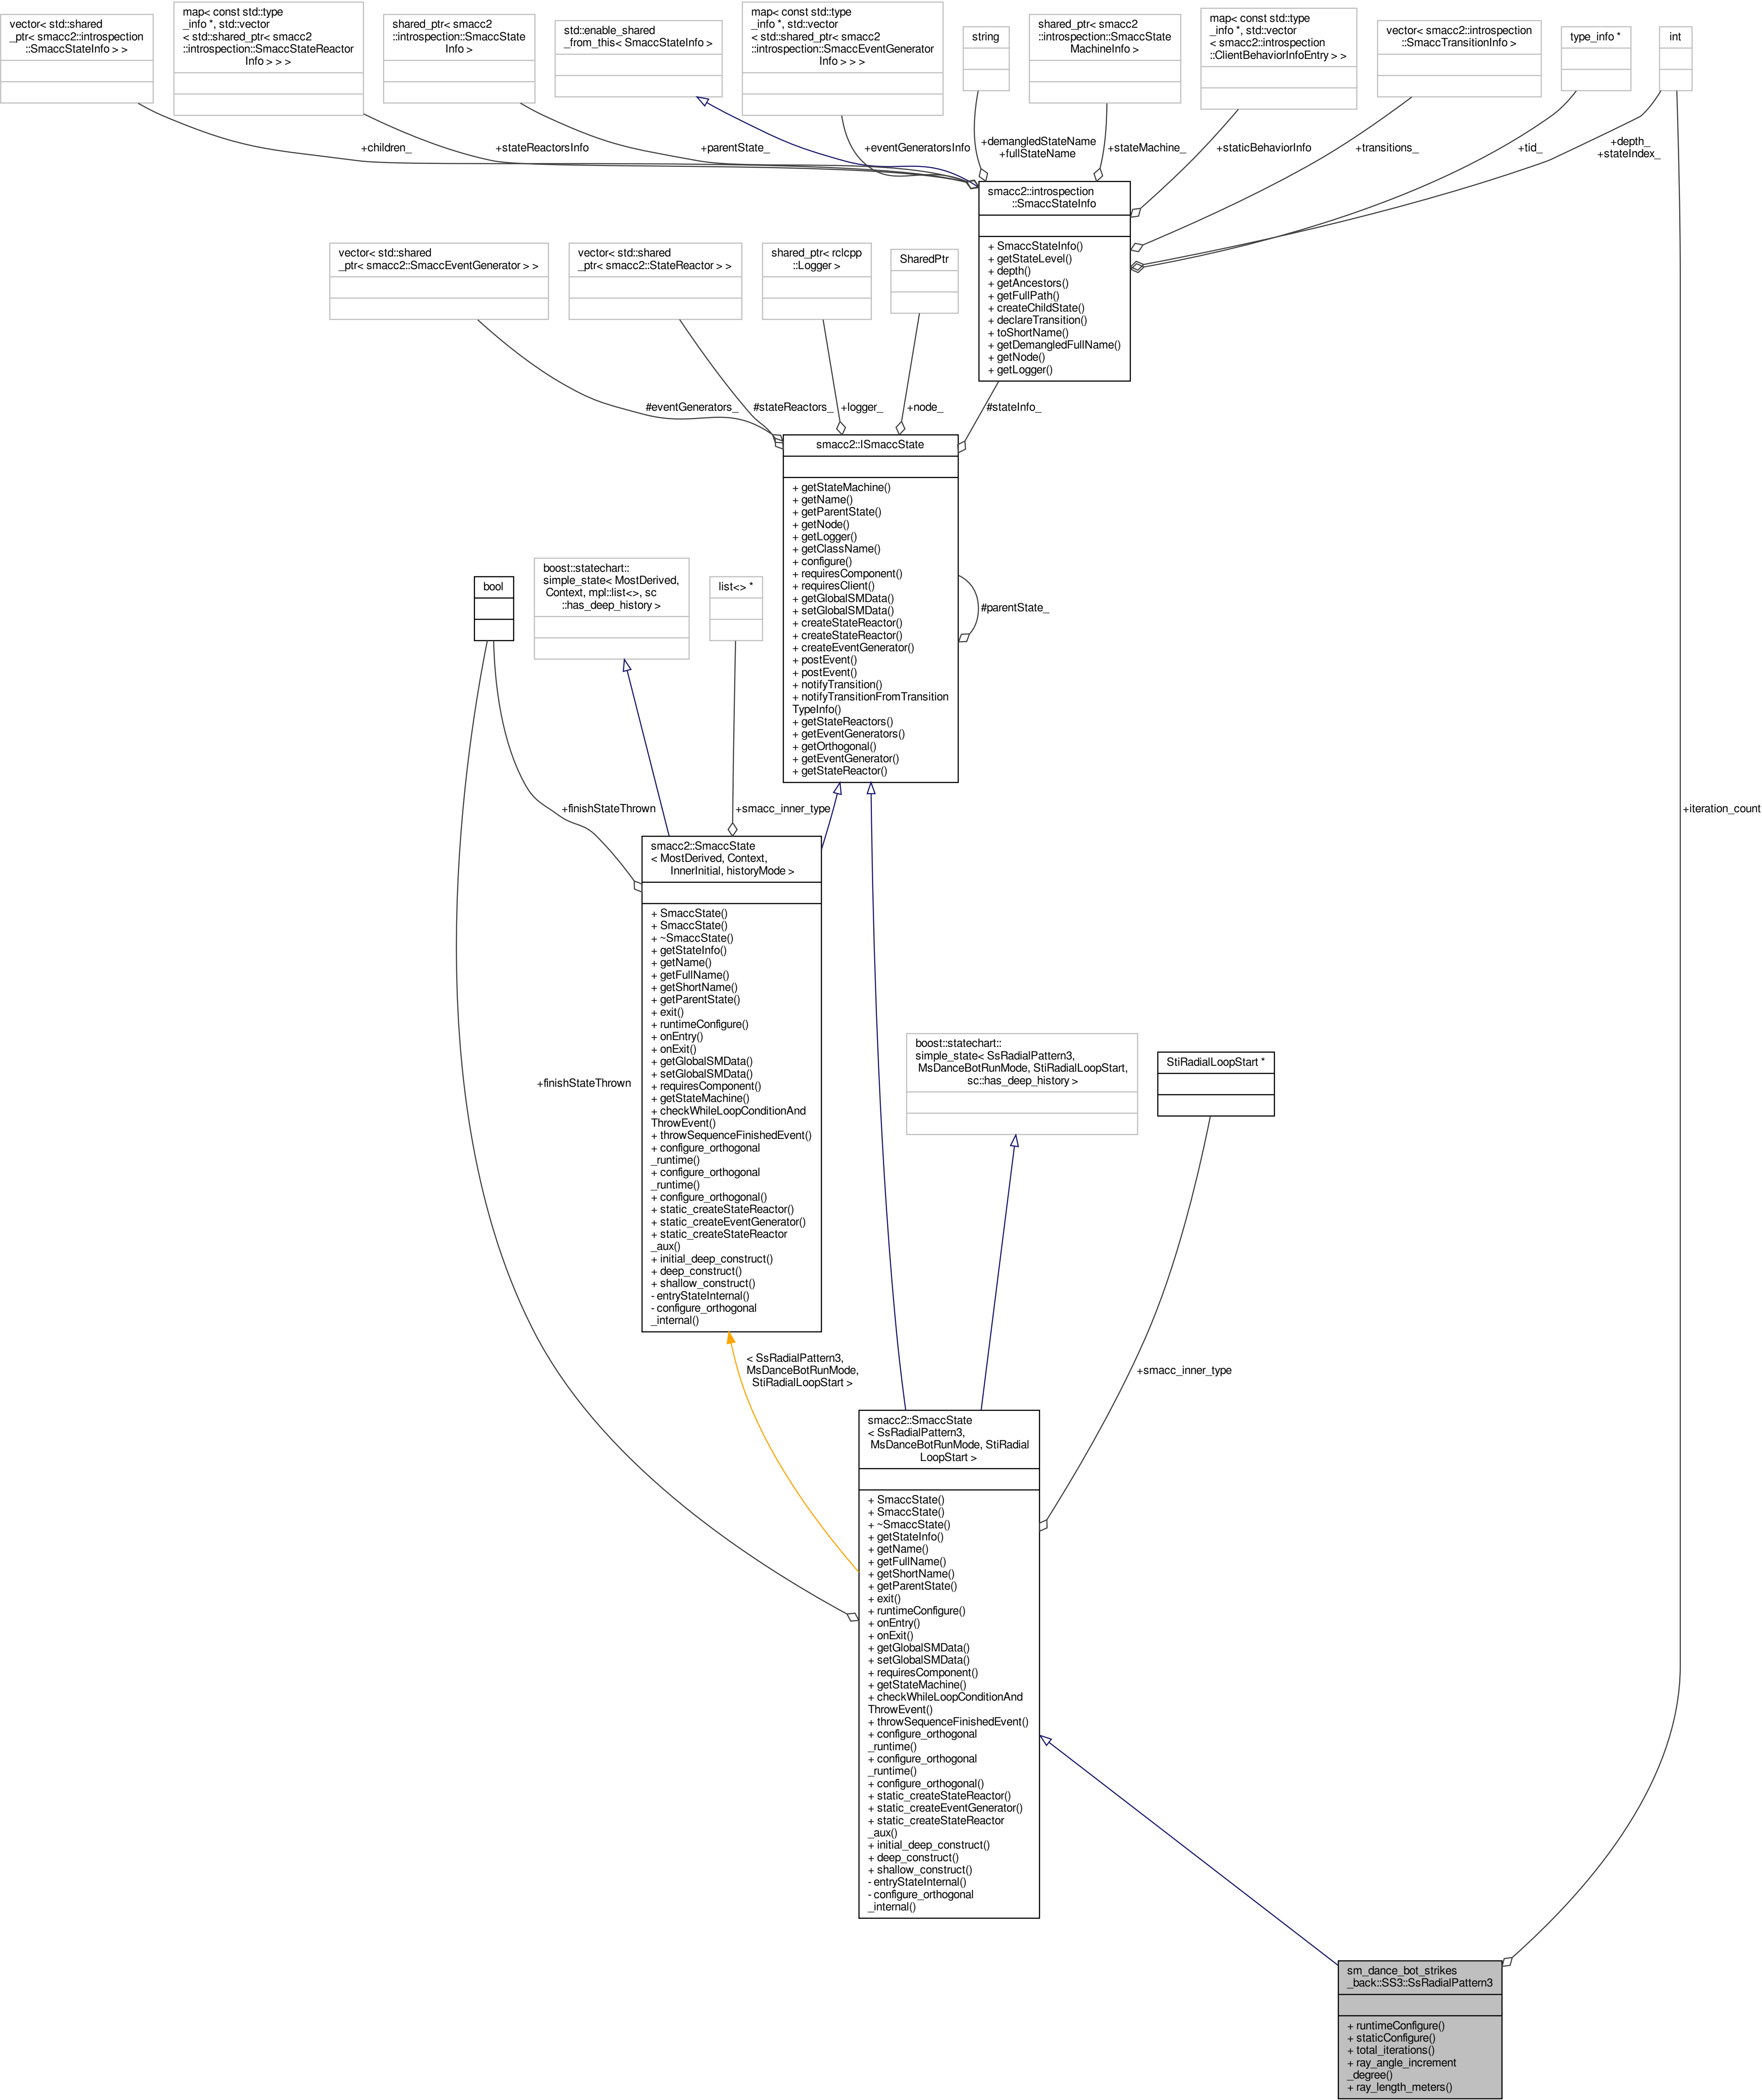 vector< std::shared
_ptr< smacc2::introspection
::SmaccStateInfo > >
map< const std::type
_info *, std::vector
< std::shared_ptr< smacc2
::introspection::SmaccStateReactor
Info > > >
shared_ptr< smacc2
::introspection::SmaccState
Info >
std::enable_shared
_from_this< SmaccStateInfo >
map< const std::type
_info *, std::vector
< std::shared_ptr< smacc2
::introspection::SmaccEventGenerator
Info > > >
string
shared_ptr< smacc2
::introspection::SmaccState
MachineInfo >
map< const std::type
_info *, std::vector
< smacc2::introspection
::ClientBehaviorInfoEntry > >
vector< smacc2::introspection
::SmaccTransitionInfo >
type_info *
int
+children_
+stateReactorsInfo
+parentState_
+eventGeneratorsInfo
+demangledStateName
+fullStateName
+stateMachine_
+staticBehaviorInfo
+transitions_
+tid_
+depth_
+stateIndex_
smacc2::introspection
::SmaccStateInfo
+ SmaccStateInfo()
+ getStateLevel()
+ depth()
+ getAncestors()
+ getFullPath()
+ createChildState()
+ declareTransition()
+ toShortName()
+ getDemangledFullName()
+ getNode()
+ getLogger()
vector< std::shared
_ptr< smacc2::SmaccEventGenerator > >
vector< std::shared
_ptr< smacc2::StateReactor > >
shared_ptr< rclcpp
::Logger >
SharedPtr
#eventGenerators_
#stateReactors_
+logger_
+node_
#stateInfo_
smacc2::ISmaccState
+ getStateMachine()
+ getName()
+ getParentState()
+ getNode()
+ getLogger()
+ getClassName()
+ configure()
+ requiresComponent()
+ requiresClient()
+ getGlobalSMData()
+ setGlobalSMData()
+ createStateReactor()
+ createStateReactor()
+ createEventGenerator()
+ postEvent()
+ postEvent()
+ notifyTransition()
+ notifyTransitionFromTransition
TypeInfo()
+ getStateReactors()
+ getEventGenerators()
+ getOrthogonal()
+ getEventGenerator()
+ getStateReactor()
#parentState_
bool
boost::statechart::
simple_state< MostDerived,
Context, mpl::list<>, sc
::has_deep_history >
list<> *
+finishStateThrown
+smacc_inner_type
+iteration_count
smacc2::SmaccState
< MostDerived, Context,
InnerInitial, historyMode >
+ SmaccState()
+ SmaccState()
+ ~SmaccState()
+ getStateInfo()
+ getName()
+ getFullName()
+ getShortName()
+ getParentState()
+ exit()
+ runtimeConfigure()
+ onEntry()
+ onExit()
+ getGlobalSMData()
+ setGlobalSMData()
+ requiresComponent()
+ getStateMachine()
+ checkWhileLoopConditionAnd
ThrowEvent()
+ throwSequenceFinishedEvent()
+ configure_orthogonal
_runtime()
+ configure_orthogonal
_runtime()
+ configure_orthogonal()
+ static_createStateReactor()
+ static_createEventGenerator()
+ static_createStateReactor
_aux()
+ initial_deep_construct()
+ deep_construct()
+ shallow_construct()
- entryStateInternal()
- configure_orthogonal
_internal()
+finishStateThrown
boost::statechart::
simple_state< SsRadialPattern3,
MsDanceBotRunMode, StiRadialLoopStart,
sc::has_deep_history >
StiRadialLoopStart *
< SsRadialPattern3,
MsDanceBotRunMode,
StiRadialLoopStart >
+smacc_inner_type
smacc2::SmaccState
< SsRadialPattern3,
MsDanceBotRunMode, StiRadial
LoopStart >
+ SmaccState()
+ SmaccState()
+ ~SmaccState()
+ getStateInfo()
+ getName()
+ getFullName()
+ getShortName()
+ getParentState()
+ exit()
+ runtimeConfigure()
+ onEntry()
+ onExit()
+ getGlobalSMData()
+ setGlobalSMData()
+ requiresComponent()
+ getStateMachine()
+ checkWhileLoopConditionAnd
ThrowEvent()
+ throwSequenceFinishedEvent()
+ configure_orthogonal
_runtime()
+ configure_orthogonal
_runtime()
+ configure_orthogonal()
+ static_createStateReactor()
+ static_createEventGenerator()
+ static_createStateReactor
_aux()
+ initial_deep_construct()
+ deep_construct()
+ shallow_construct()
- entryStateInternal()
- configure_orthogonal
_internal()
sm_dance_bot_strikes
_back::SS3::SsRadialPattern3
+ runtimeConfigure()
+ staticConfigure()
+ total_iterations()
+ ray_angle_increment
_degree()
+ ray_length_meters()